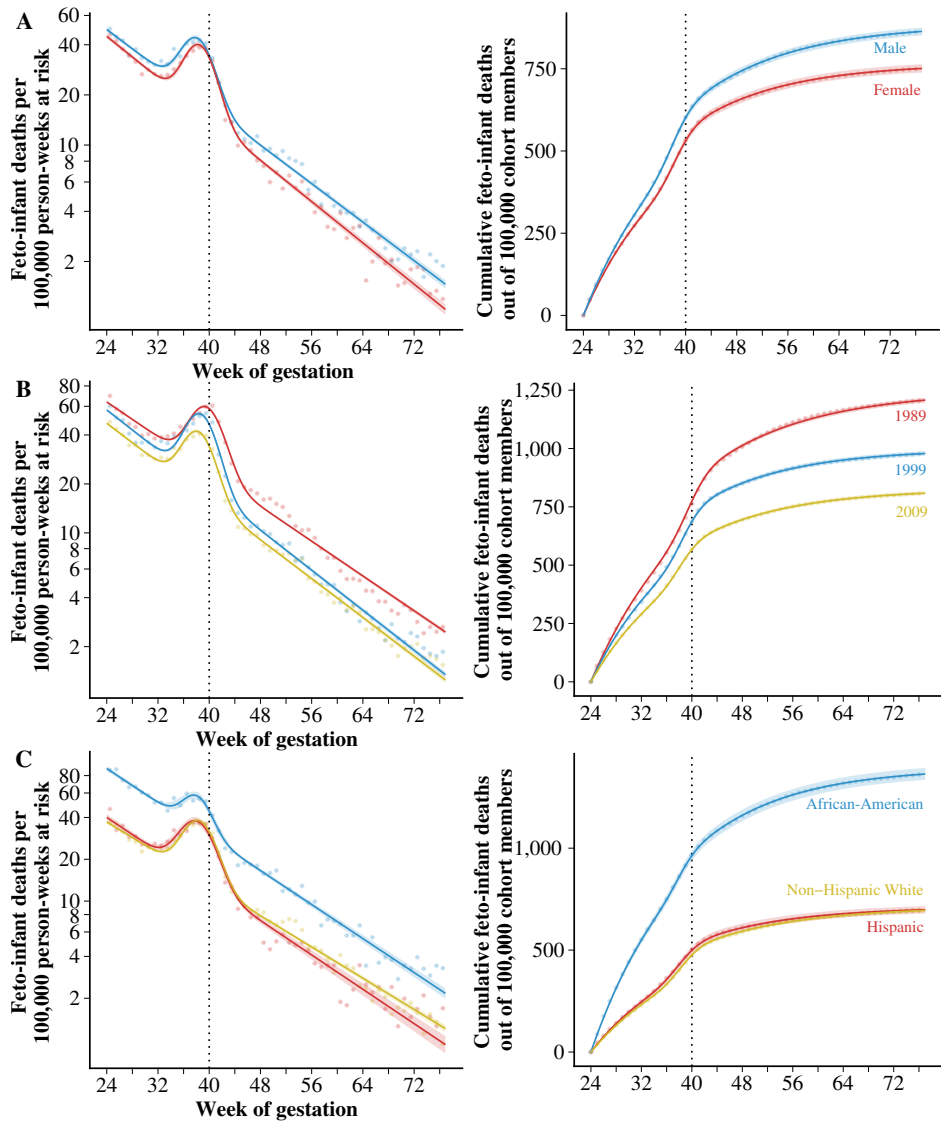 A
Feto-infant deaths per
100,000 person-weeks at risk
60
40
20
10
8
6
4
2
24 32 40 48 56 64 72
Week of gestation
Cumulative feto-infant deaths
out of 100,000 cohort members
750
500
250
0
Male
Female
24 32 40 48 56 64 72
B
Feto-infant deaths per
100,000 person-weeks at risk
80
60
40
20
10
8
6
4
2
24 32 40 48 56 64 72
Week of gestation
Cumulative feto-infant deaths
out of 100,000 cohort members
1,250
1,000
750
500
250
0
1989
1999
2009
24 32 40 48 56 64 72
C
Feto-infant deaths per
100,000 person-weeks at risk
80
60
40
20
10
8
6
4
2
24 32 40 48 56 64 72
Week of gestation
Cumulative feto-infant deaths
out of 100,000 cohort members
1,000
500
0
African-American
Non-Hispanic White
Hispanic
24 32 40 48 56 64 72